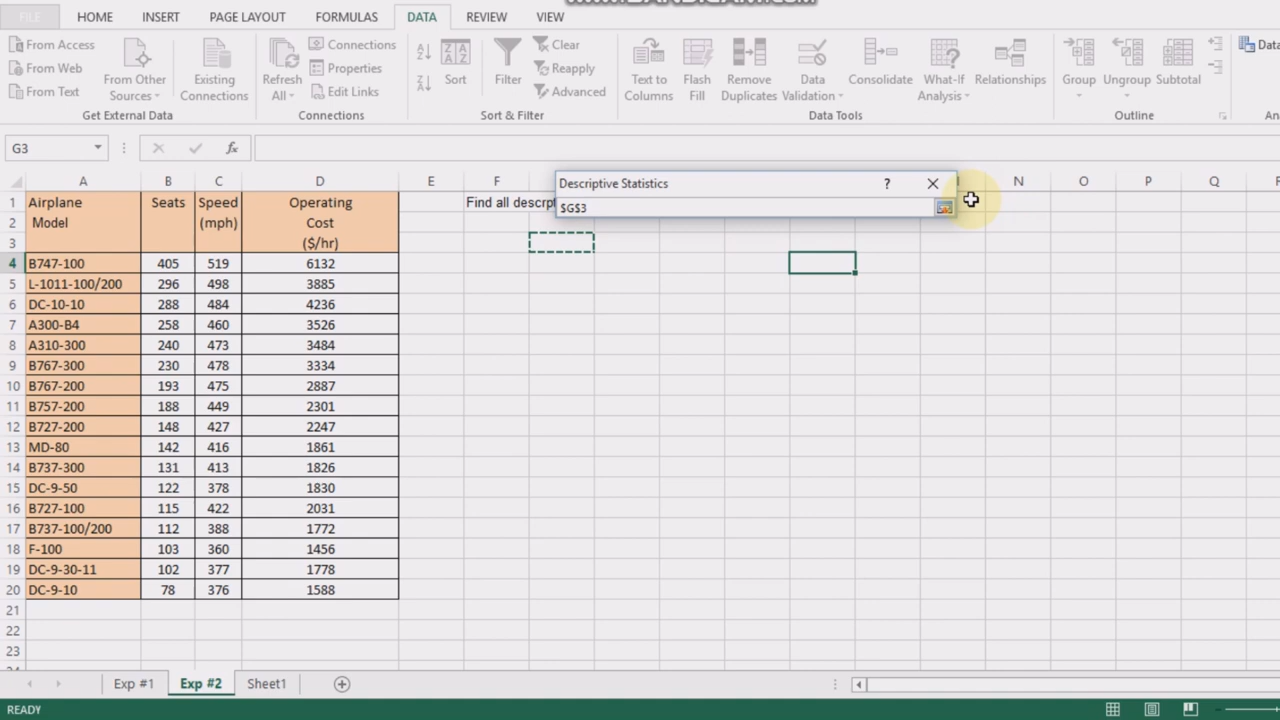 FILE HOME INSERT PAGE LAYOUT FORMULAS DATA REVIEW VIEW
From Access
From Web
From Text
From Other Sources
Existing Connections
Get External Data
Refresh All
Connections
Properties
Edit Links
Connections
Sort
Filter
Clear
Reapply
Advanced
Sort & Filter
Text to Columns
Flash Fill
Remove Duplicates
Data Validation
Consolidate
What-If Analysis
Relationships
Data Tools
Group
Ungroup
Subtotal
Outline
G3
fx
Descriptive Statistics ?
$G$3
A B C D E F N O P Q R
1 Airplane Seats Speed Operating Find all
2 Model (mph) Cost
3 ($/hr)
4 B747-100 405 519 6132
5 L-1011-100/200 296 498 3885
6 DC-10-10 288 484 4236
7 A300-B4 258 460 3526
8 A310-300 240 473 3484
9 B767-300 230 478 3334
10 B767-200 193 475 2887
11 B757-200 188 449 2301
12 B727-200 148 427 2247
13 MD-80 142 416 1861
14 B737-300 131 413 1826
15 DC-9-50 122 378 1830
16 B727-100 115 422 2031
17 B737-100/200 112 388 1772
18 F-100 103 360 1456
19 DC-9-30-11 102 377 1778
20 DC-9-10 78 376 1588
21
22
23
Exp #1 Exp #2 Sheet1
READY